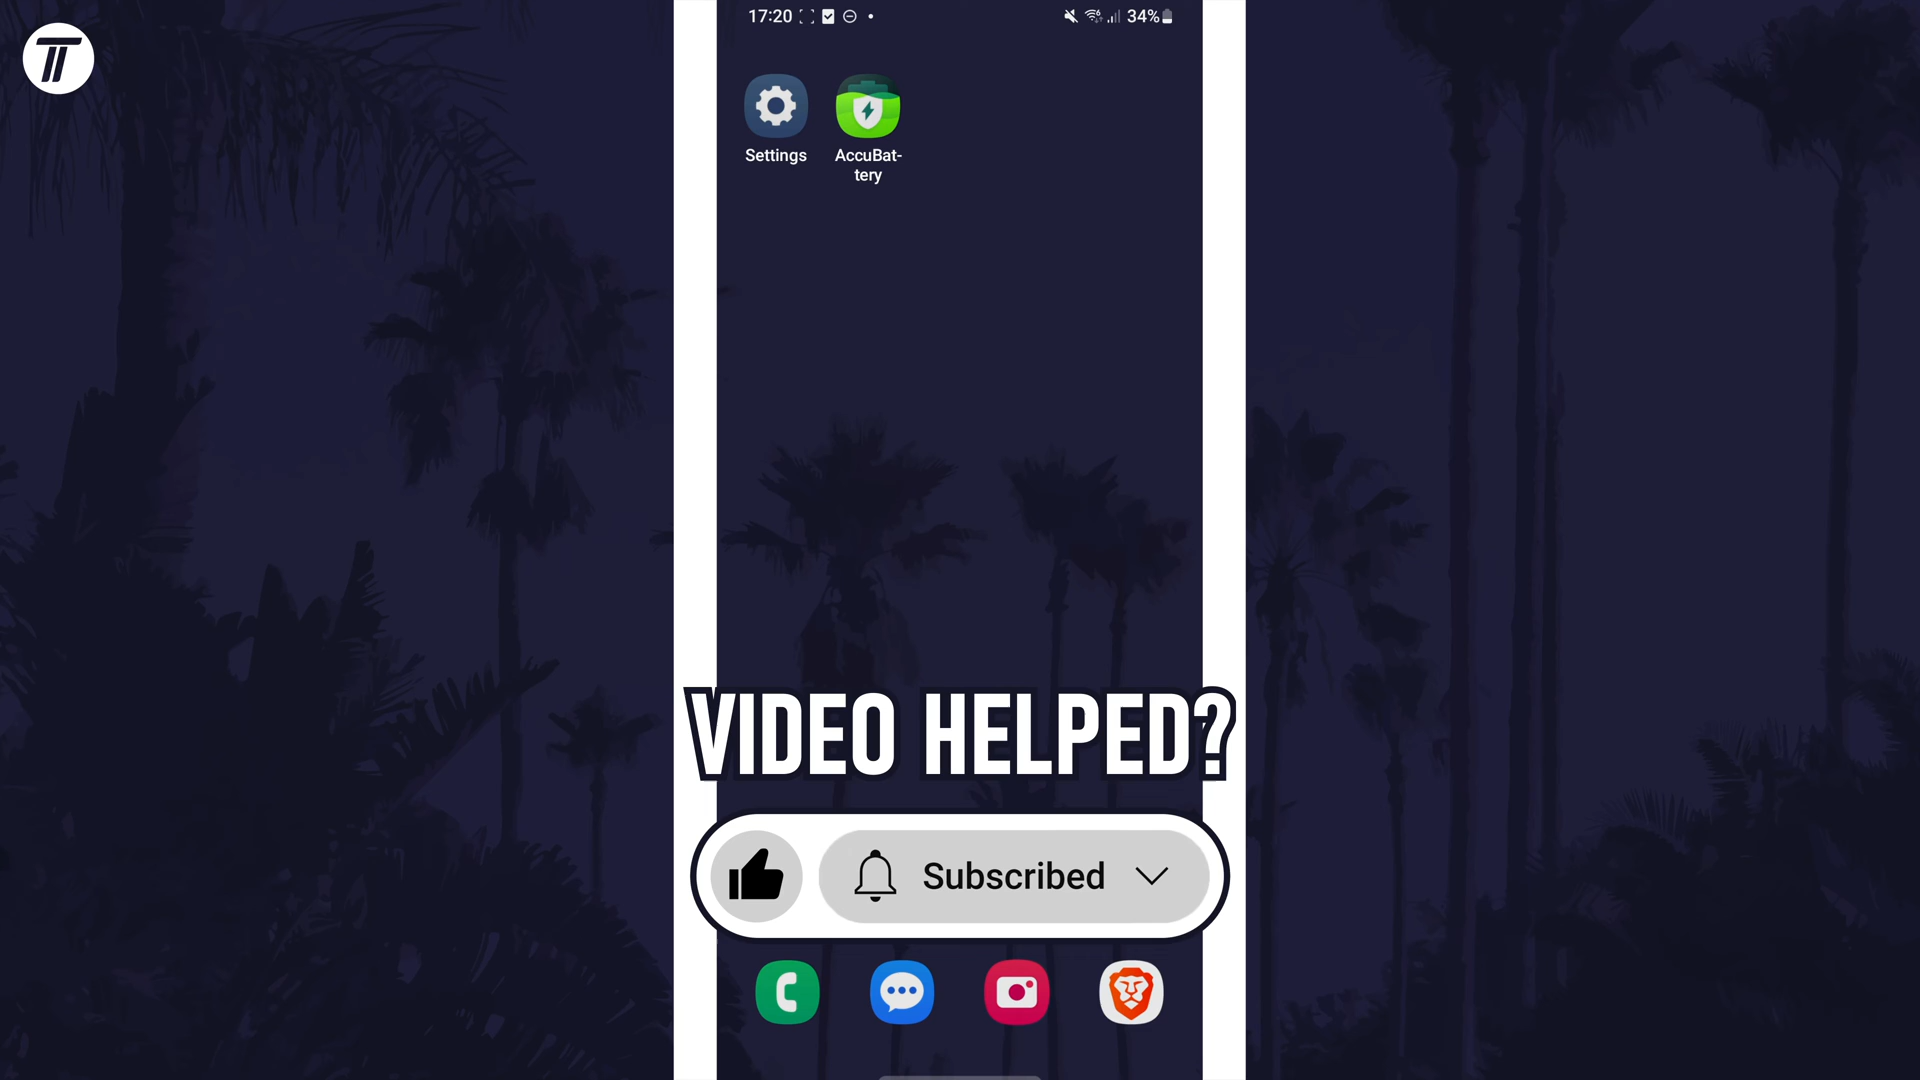 17:20
34%
Settings
AccuBat-
tery
VIDEO HELPED?
Subscribed